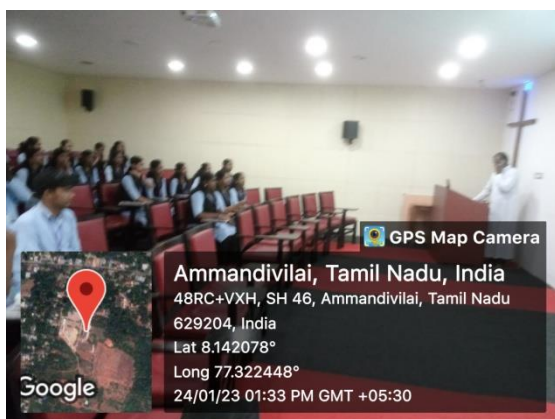 GPS Map Camera
Ammandivilai, Tamil Nadu, India
48RC+VXH, SH 46, Ammandivilai, Tamil Nadu
629204, India
Lat 8.142078°
Long 77.322448°
24/01/23 01:33 PM GMT +05:30
Google